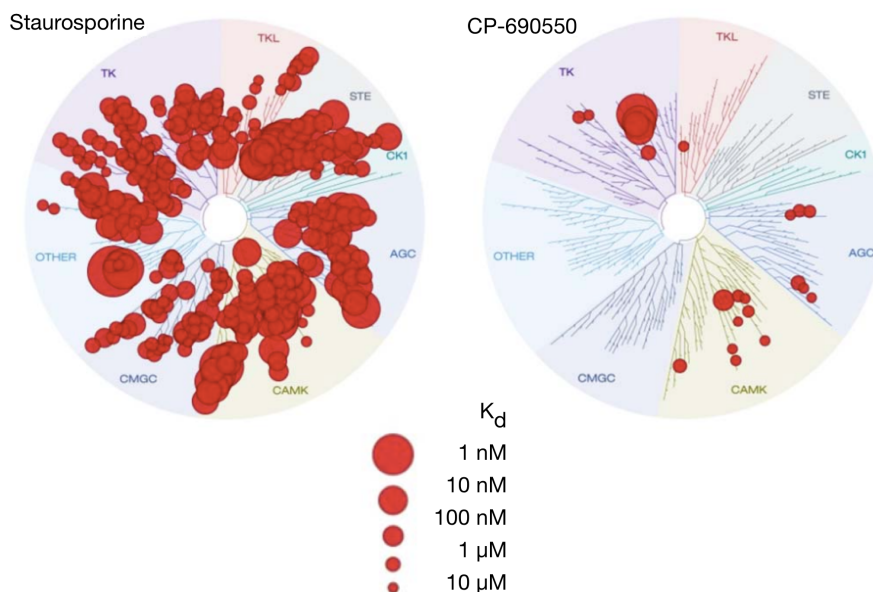 Staurosporine
TK
TKL
STE
CK1
AGC
CAMK
CMGC
OTHER
CP-690550
TK
TKL
STE
CK1
AGC
CAMK
CMGC
OTHER
Kd
1 nM
10 nM
100 nM
1 µM
10 µM